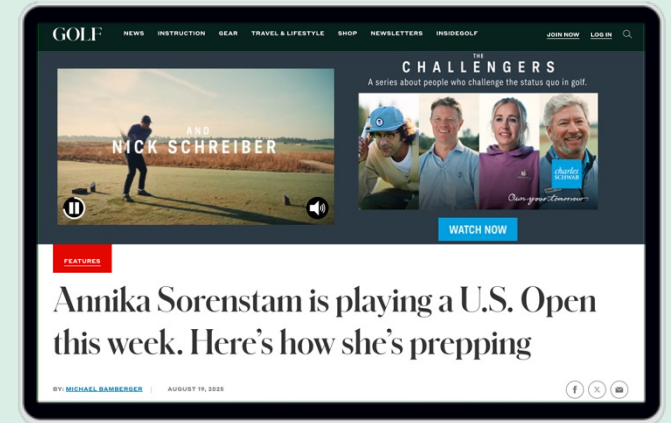 GOLF NEWS INSTRUCTION GEAR TRAVEL & LIFESTYLE SHOP NEWSLETTERS INSIDEGOLF JOIN NOW LOG IN
AND
NICK SCHREIBER
THE
CHALLENGERS
A series about people who challenge the status quo in golf.
charles
SCHWAB
Own your tomorrow
WATCH NOW
FEATURES
Annika Sorenstam is playing a U.S. Open
this week. Here's how she's prepping
BY: MICHAEL BAMBERGER | AUGUST 19, 2025